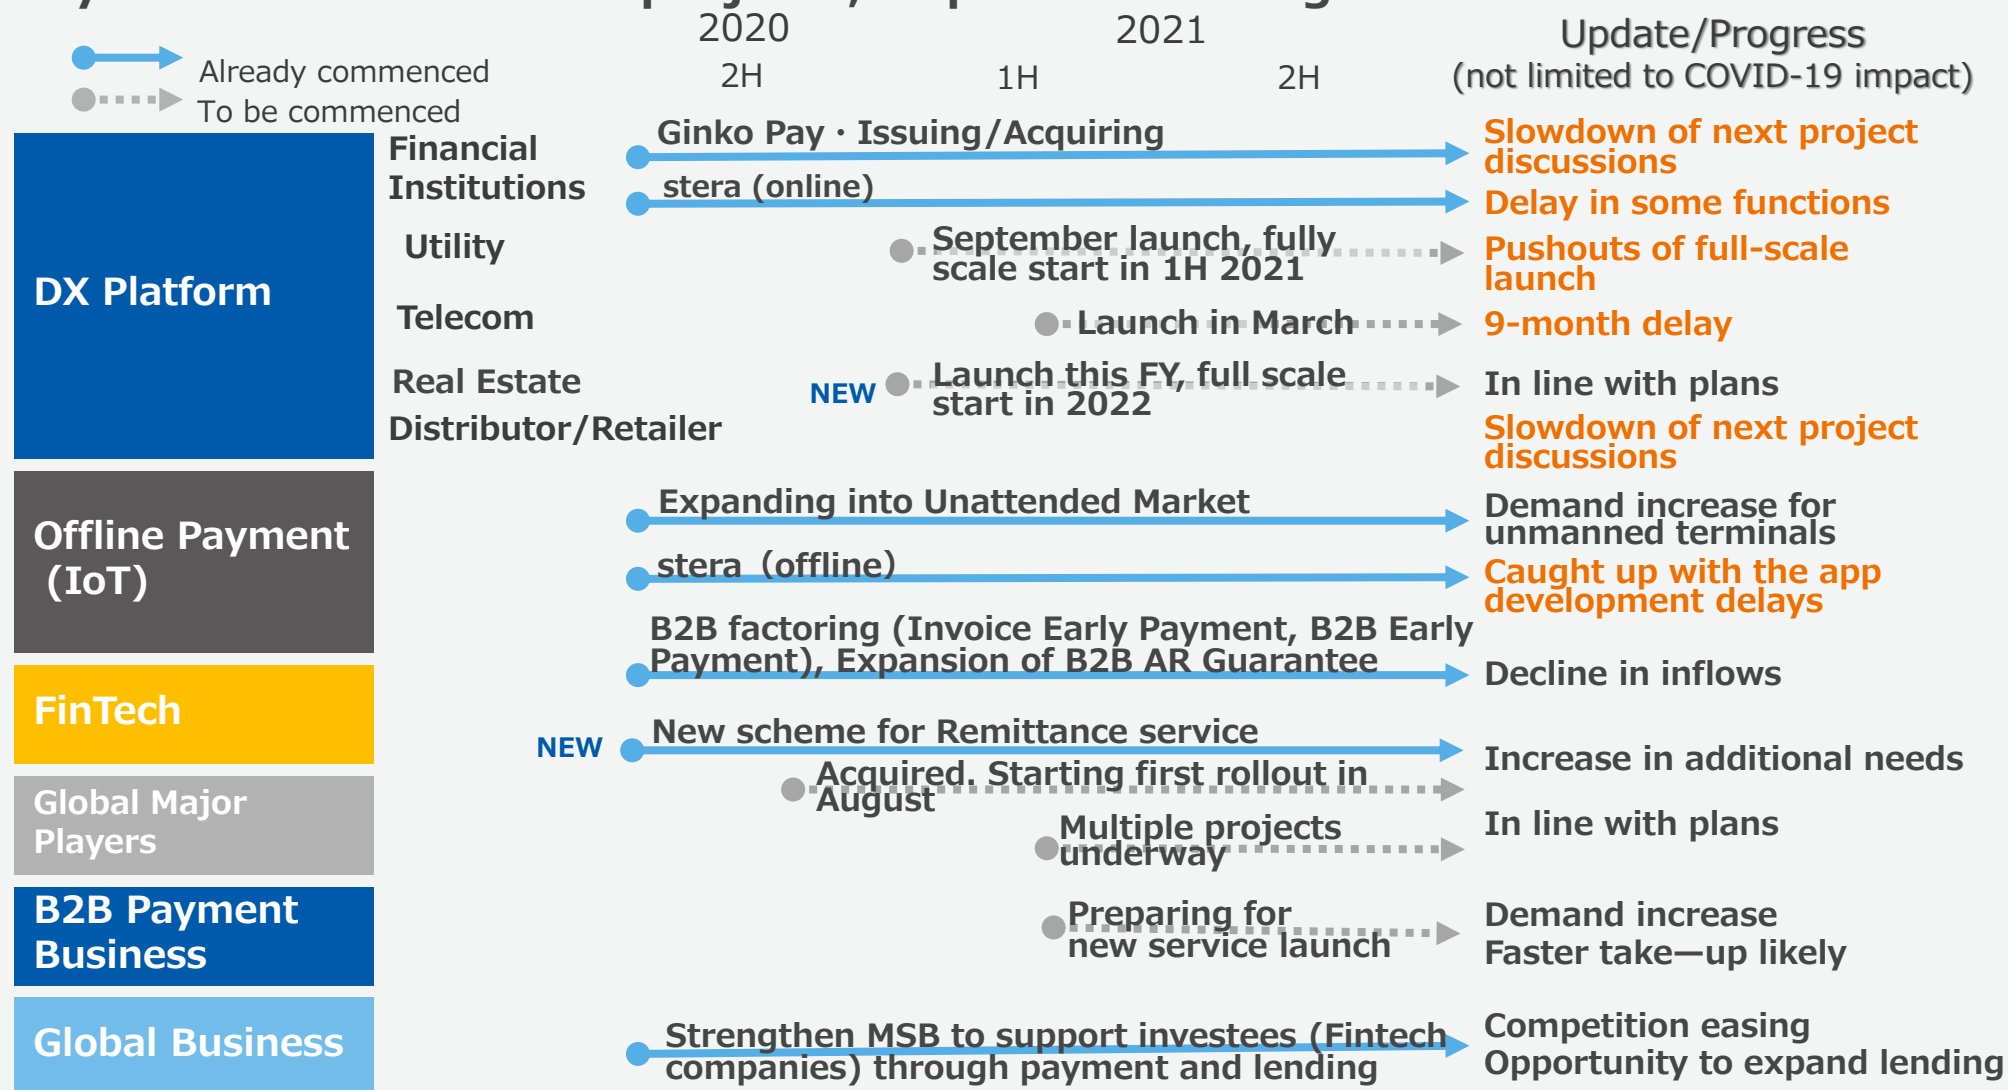 2020
2021
Update/Progress
(not limited to COVID-19 impact)
2H
1H
2H
Already commenced
To be commenced
DX Platform
Financial
Institutions
Ginko Pay・Issuing/Acquiring
Slowdown of next project
discussions
stera (online)
Delay in some functions
Utility
September launch, fully
scale start in 1H 2021
Pushouts of full-scale
launch
Telecom
Launch in March
9-month delay
Real Estate
NEW
Launch this FY, full scale
start in 2022
In line with plans
Distributor/Retailer
Slowdown of next project
discussions
Offline Payment
(IoT)
Expanding into Unattended Market
Demand increase for
unmanned terminals
stera（offline）
Caught up with the app
development delays
FinTech
B2B factoring (Invoice Early Payment, B2B Early
Payment), Expansion of B2B AR Guarantee
Decline in inflows
NEW
New scheme for Remittance service
Increase in additional needs
Global Major
Players
Acquired. Starting first rollout in
August
In line with plans
Multiple projects
underway
B2B Payment
Business
Preparing for
new service launch
Demand increase
Faster take—up likely
Global Business
Strengthen MSB to support investees (Fintech
companies) through payment and lending
Competition easing
Opportunity to expand lending